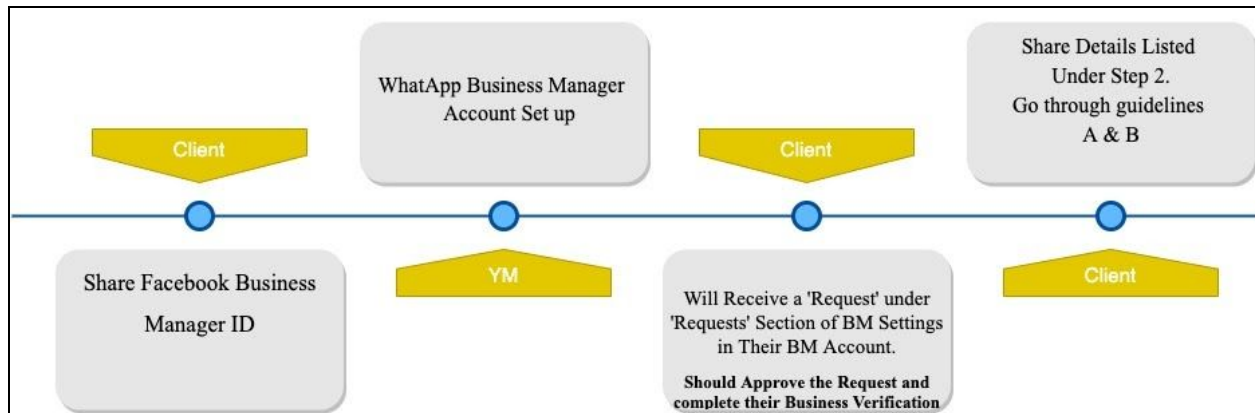 Client
Share Facebook Business
Manager ID
WhatApp Business Manager
Account Set up
YM
Client
Will Receive a 'Request' under
'Requests' Section of BM Settings
in Their BM Account.
Should Approve the Request and
complete their Business Verification
Share Details Listed
Under Step 2.
Go through guidelines
A & B
Client